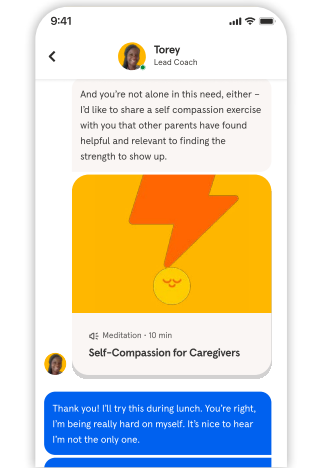 9:41
Torey
Lead Coach
And you're not alone in this need, either –
I'd like to share a self compassion exercise
with you that other parents have found
helpful and relevant to finding the
strength to show up.
Meditation • 10 min
Self-Compassion for Caregivers
Thank you! I'll try this during lunch. You're right,
I'm being really hard on myself. It's nice to hear
I'm not the only one.